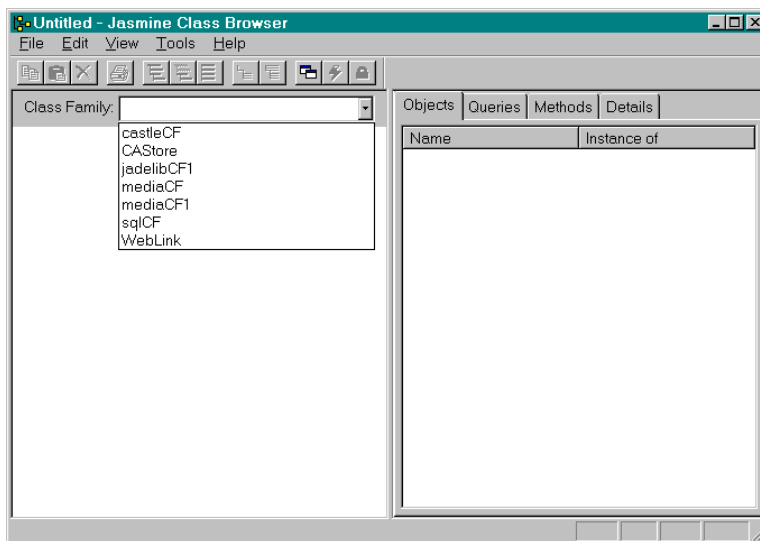 Untitled - Jasmine Class Browser
File Edit View Tools Help
Class Family:
castleCF
CAStore
jadelibCF1
mediaCF
mediaCF1
sqlCF
WebLink
Objects Queries Methods Details
Name Instance of